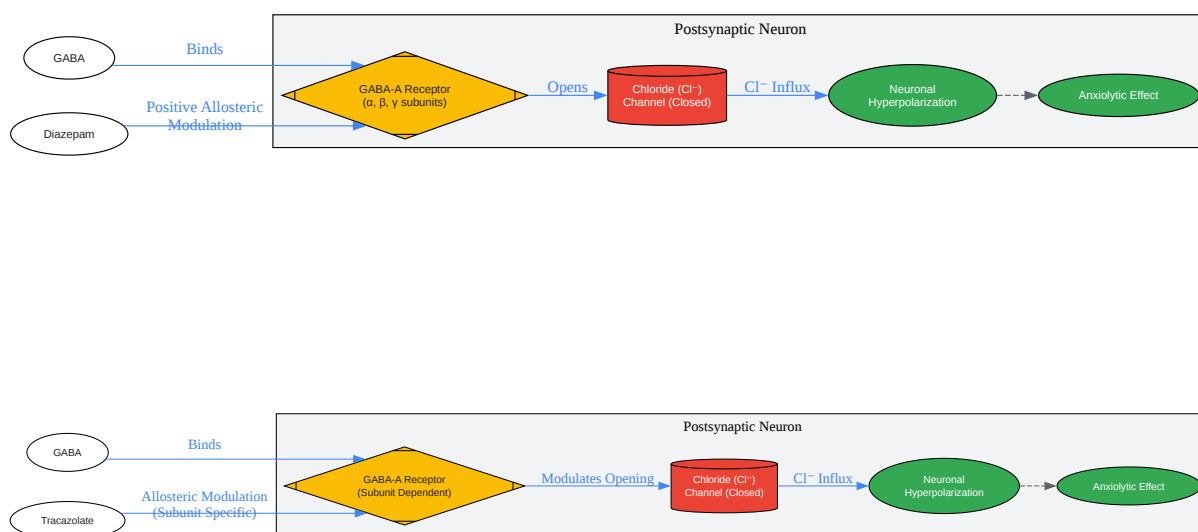 Postsynaptic Neuron
GABA
Binds
Diazepam
Positive Allosteric
Modulation
GABA-A Receptor
(α, β, γ subunits)
Opens
Chloride (Cl⁻)
Channel (Closed)
Cl⁻ Influx
Neuronal
Hyperpolarization
Anxiolytic Effect
Postsynaptic Neuron
GABA
Binds
Tracazolate
Allosteric Modulation
(Subunit Specific)
GABA-A Receptor
(Subunit Dependent)
Modulates Opening
Chloride (Cl⁻)
Channel (Closed)
Cl⁻ Influx
Neuronal
Hyperpolarization
Anxiolytic Effect